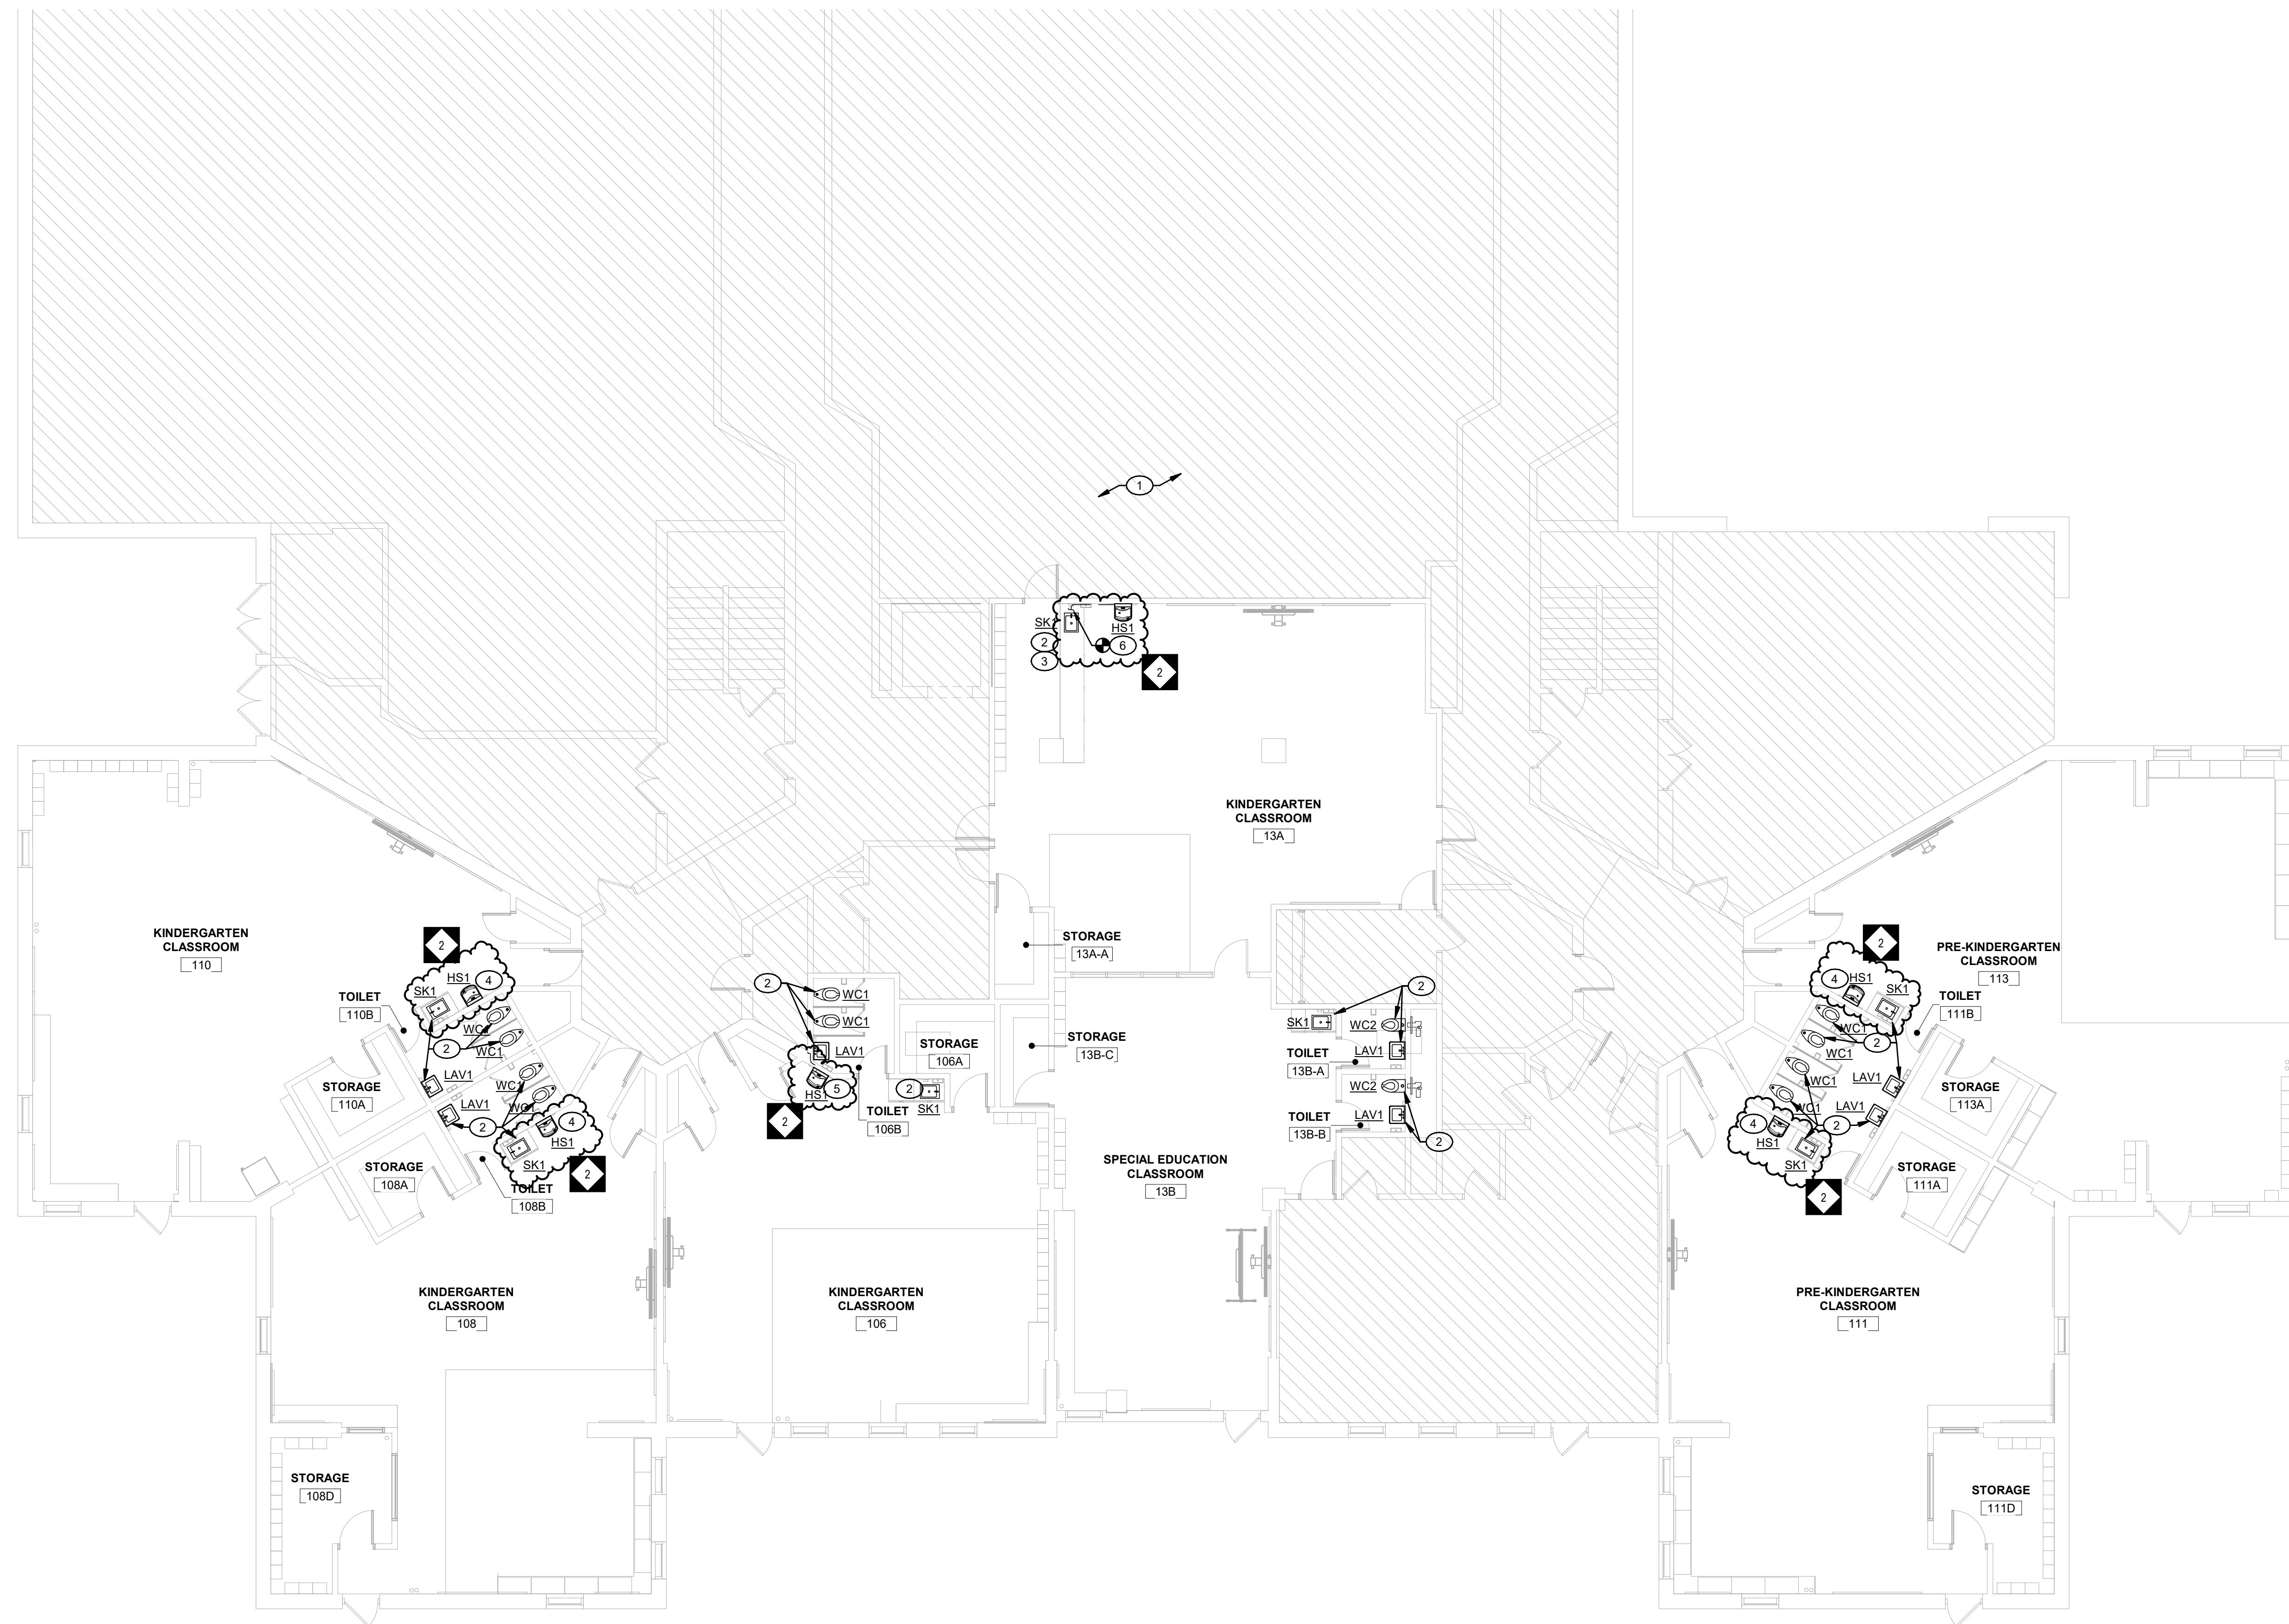 1
SK1
HS1
2
6
3
2
KINDERGARTEN
CLASSROOM
13A
KINDERGARTEN
CLASSROOM
110
2
HS1
4
SK1
TOILET
110B
WC1
2
WC1
LAV1
STORAGE
110A
WC1
LAV1
WC1
2
4
HS1
SK1
2
STORAGE
108A
TOILET
108B
KINDERGARTEN
CLASSROOM
108
STORAGE
108D
2
WC1
WC1
LAV1
HS1
5
2
TOILET
106B
2
SK1
STORAGE
106A
KINDERGARTEN
CLASSROOM
106
STORAGE
13A-A
STORAGE
13B-C
2
SK1
WC2
LAV1
TOILET
13B-A
WC2
LAV1
TOILET
13B-B
2
SPECIAL EDUCATION
CLASSROOM
13B
2
PRE-KINDERGARTEN
CLASSROOM
113
4
HS1
SK1
TOILET
111B
WC1
2
WC1
WC1
LAV1
STORAGE
113A
WC1
LAV1
4
2
HS1
SK1
2
STORAGE
111A
PRE-KINDERGARTEN
CLASSROOM
111
STORAGE
111D